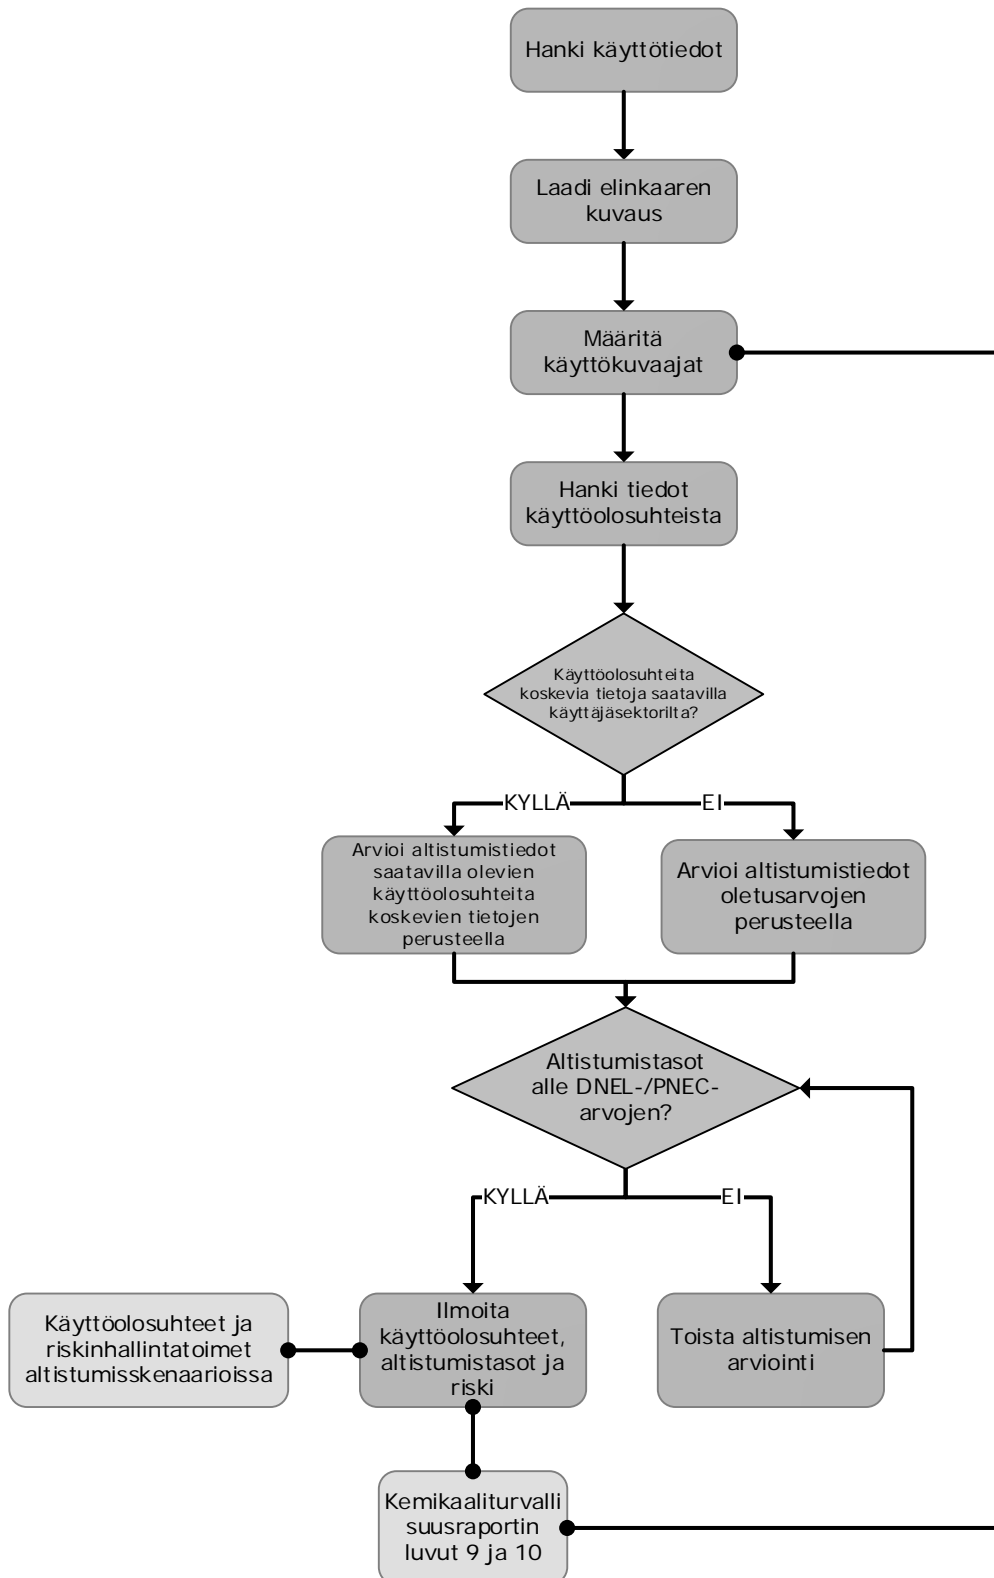 Hanki käyttötiedot
Laadi elinkaaren
kuvaus
Määritä
käyttökuvaajat
Hanki tiedot
käyttöolosuhteista
Käyttöolosuhteita
koskevia tietoja saatavilla
käyttäjäsektorilta?
KYLLÄ
EI
Arvioi altistumistiedot
saatavilla olevien
käyttöolosuhteita
koskevien tietojen
perusteella
Arvioi altistumistiedot
oletusarvojen
perusteella
Altistumistasot
alle DNEL-/PNEC-
arvojen?
KYLLÄ
EI
Käyttöolosuhteet ja
riskinhallintatoimet
altistumisskenaarioissa
Ilmoita
käyttöolosuhteet,
altistumistasot ja
riski
Toista altistumisen
arviointi
Kemikaaliturvalli
suusraportin
luvut 9 ja 10